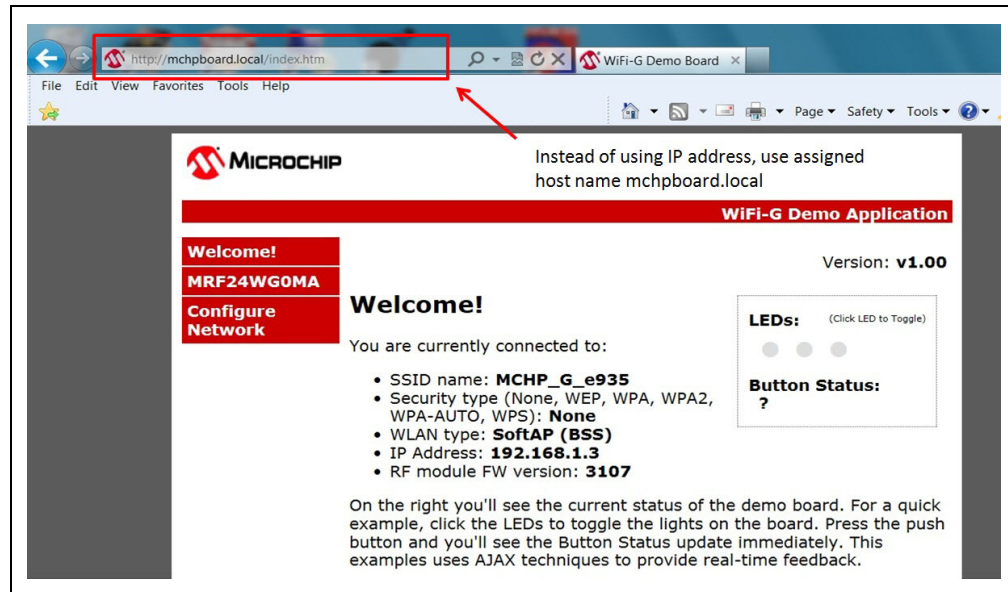 http://mchpboard.local/index.htm
WiFi-G Demo Board
File Edit View Favorites Tools Help
Page Safety Tools
MICROCHIP
Instead of using IP address, use assigned
host name mchpboard.local
WiFi-G Demo Application
Welcome!
MRF24WG0MA
Configure
Network
Version: v1.00
Welcome!
You are currently connected to:
• SSID name: MCHP_G_e935
• Security type (None, WEP, WPA, WPA2,
WPA-AUTO, WPS): None
• WLAN type: SoftAP (BSS)
• IP Address: 192.168.1.3
• RF module FW version: 3107
LEDs: (Click LED to Toggle)
Button Status:
?
On the right you'll see the current status of the demo board. For a quick
example, click the LEDs to toggle the lights on the board. Press the push
button and you'll see the Button Status update immediately. This
examples uses AJAX techniques to provide real-time feedback.